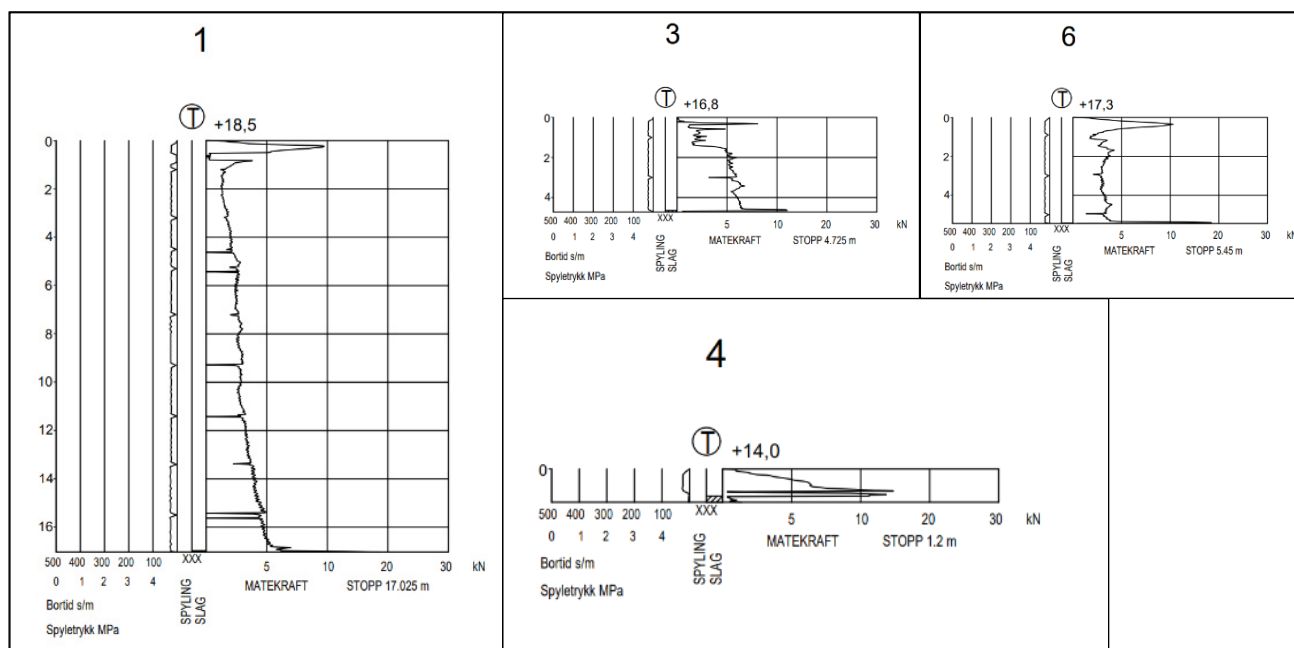 1
+18,5
0
2
4
6
8
10
12
14
16
500 400 300 200 100 XXX 5 10 20 30 kN
0 1 2 3 4
SPYLING
SLAG
MATEKRAFT STOPP 17.025 m
Bortid s/m
Spyletrykk MPa
3
+16,8
0
2
4
500 400 300 200 100 XXX 5 10 20 30 kN
0 1 2 3 4
SPYLING
SLAG
MATEKRAFT STOPP 4.725 m
Bortid s/m
Spyletrykk MPa
6
+17,3
0
2
4
500 400 300 200 100 XXX 5 10 20 30 kN
0 1 2 3 4
SPYLING
SLAG
MATEKRAFT STOPP 5.45 m
Bortid s/m
Spyletrykk MPa
4
+14,0
0
500 400 300 200 100 XXX 5 10 20 30 kN
0 1 2 3 4
SPYLING
SLAG
MATEKRAFT STOPP 1.2 m
Bortid s/m
Spyletrykk MPa